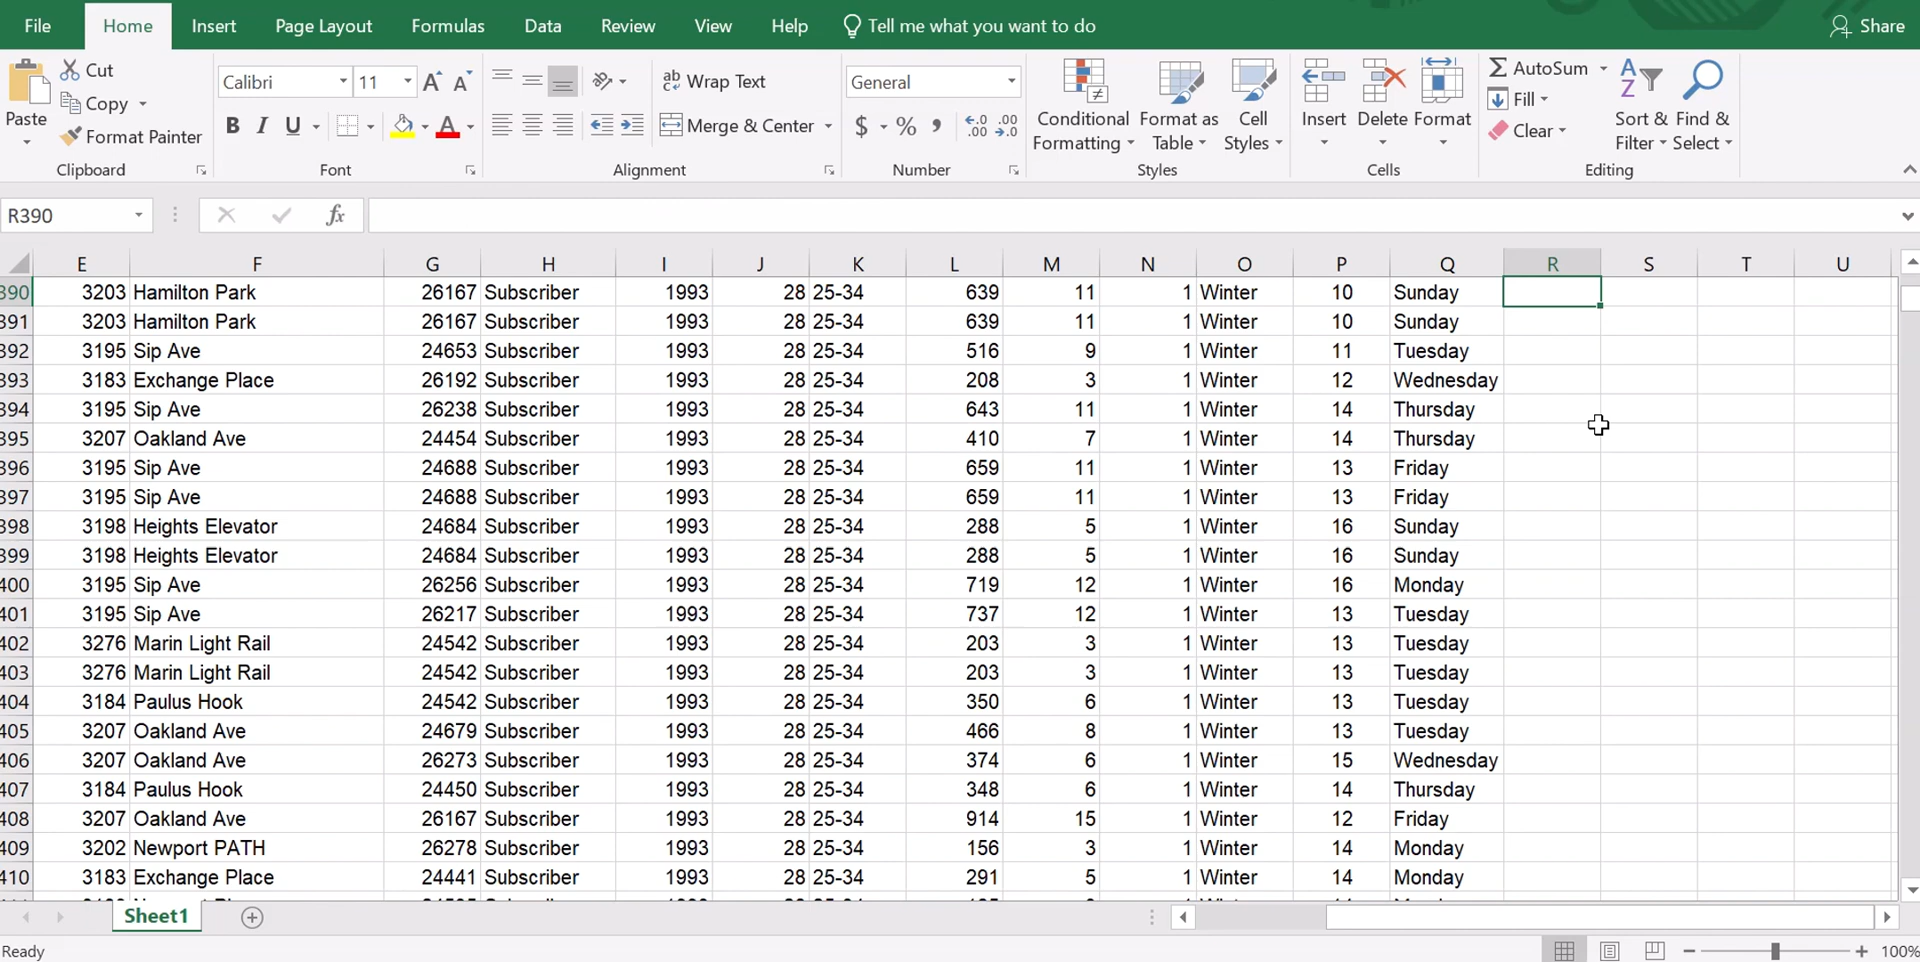 File Home Insert Page Layout Formulas Data Review View Help Tell me what you want to do Share
Paste Cut Copy Format Painter Clipboard
Calibri 11 A A B I U A Font
ab Wrap Text Merge & Center Alignment
General $ % , .00 .00 Number
Conditional Formatting Format as Table Cell Styles Styles
Insert Delete Format Cells
AutoSum Fill Clear Sort & Filter Find & Select Editing
R390 fx
E F G H I J K L M N O P Q R S T U
390 3203 Hamilton Park 26167 Subscriber 1993 28 25-34 639 11 1 Winter 10 Sunday
391 3203 Hamilton Park 26167 Subscriber 1993 28 25-34 639 11 1 Winter 10 Sunday
392 3195 Sip Ave 24653 Subscriber 1993 28 25-34 516 9 1 Winter 11 Tuesday
393 3183 Exchange Place 26192 Subscriber 1993 28 25-34 208 3 1 Winter 12 Wednesday
394 3195 Sip Ave 26238 Subscriber 1993 28 25-34 643 11 1 Winter 14 Thursday
395 3207 Oakland Ave 24454 Subscriber 1993 28 25-34 410 7 1 Winter 14 Thursday
396 3195 Sip Ave 24688 Subscriber 1993 28 25-34 659 11 1 Winter 13 Friday
397 3195 Sip Ave 24688 Subscriber 1993 28 25-34 659 11 1 Winter 13 Friday
398 3198 Heights Elevator 24684 Subscriber 1993 28 25-34 288 5 1 Winter 16 Sunday
399 3198 Heights Elevator 24684 Subscriber 1993 28 25-34 288 5 1 Winter 16 Sunday
400 3195 Sip Ave 26256 Subscriber 1993 28 25-34 719 12 1 Winter 16 Monday
401 3195 Sip Ave 26217 Subscriber 1993 28 25-34 737 12 1 Winter 13 Tuesday
402 3276 Marin Light Rail 24542 Subscriber 1993 28 25-34 203 3 1 Winter 13 Tuesday
403 3276 Marin Light Rail 24542 Subscriber 1993 28 25-34 203 3 1 Winter 13 Tuesday
404 3184 Paulus Hook 24542 Subscriber 1993 28 25-34 350 6 1 Winter 13 Tuesday
405 3207 Oakland Ave 24679 Subscriber 1993 28 25-34 466 8 1 Winter 13 Tuesday
406 3207 Oakland Ave 26273 Subscriber 1993 28 25-34 374 6 1 Winter 15 Wednesday
407 3184 Paulus Hook 24450 Subscriber 1993 28 25-34 348 6 1 Winter 14 Thursday
408 3207 Oakland Ave 26167 Subscriber 1993 28 25-34 914 15 1 Winter 12 Friday
409 3202 Newport PATH 26278 Subscriber 1993 28 25-34 156 3 1 Winter 14 Monday
410 3183 Exchange Place 24441 Subscriber 1993 28 25-34 291 5 1 Winter 14 Monday
Sheet1
Ready 100%